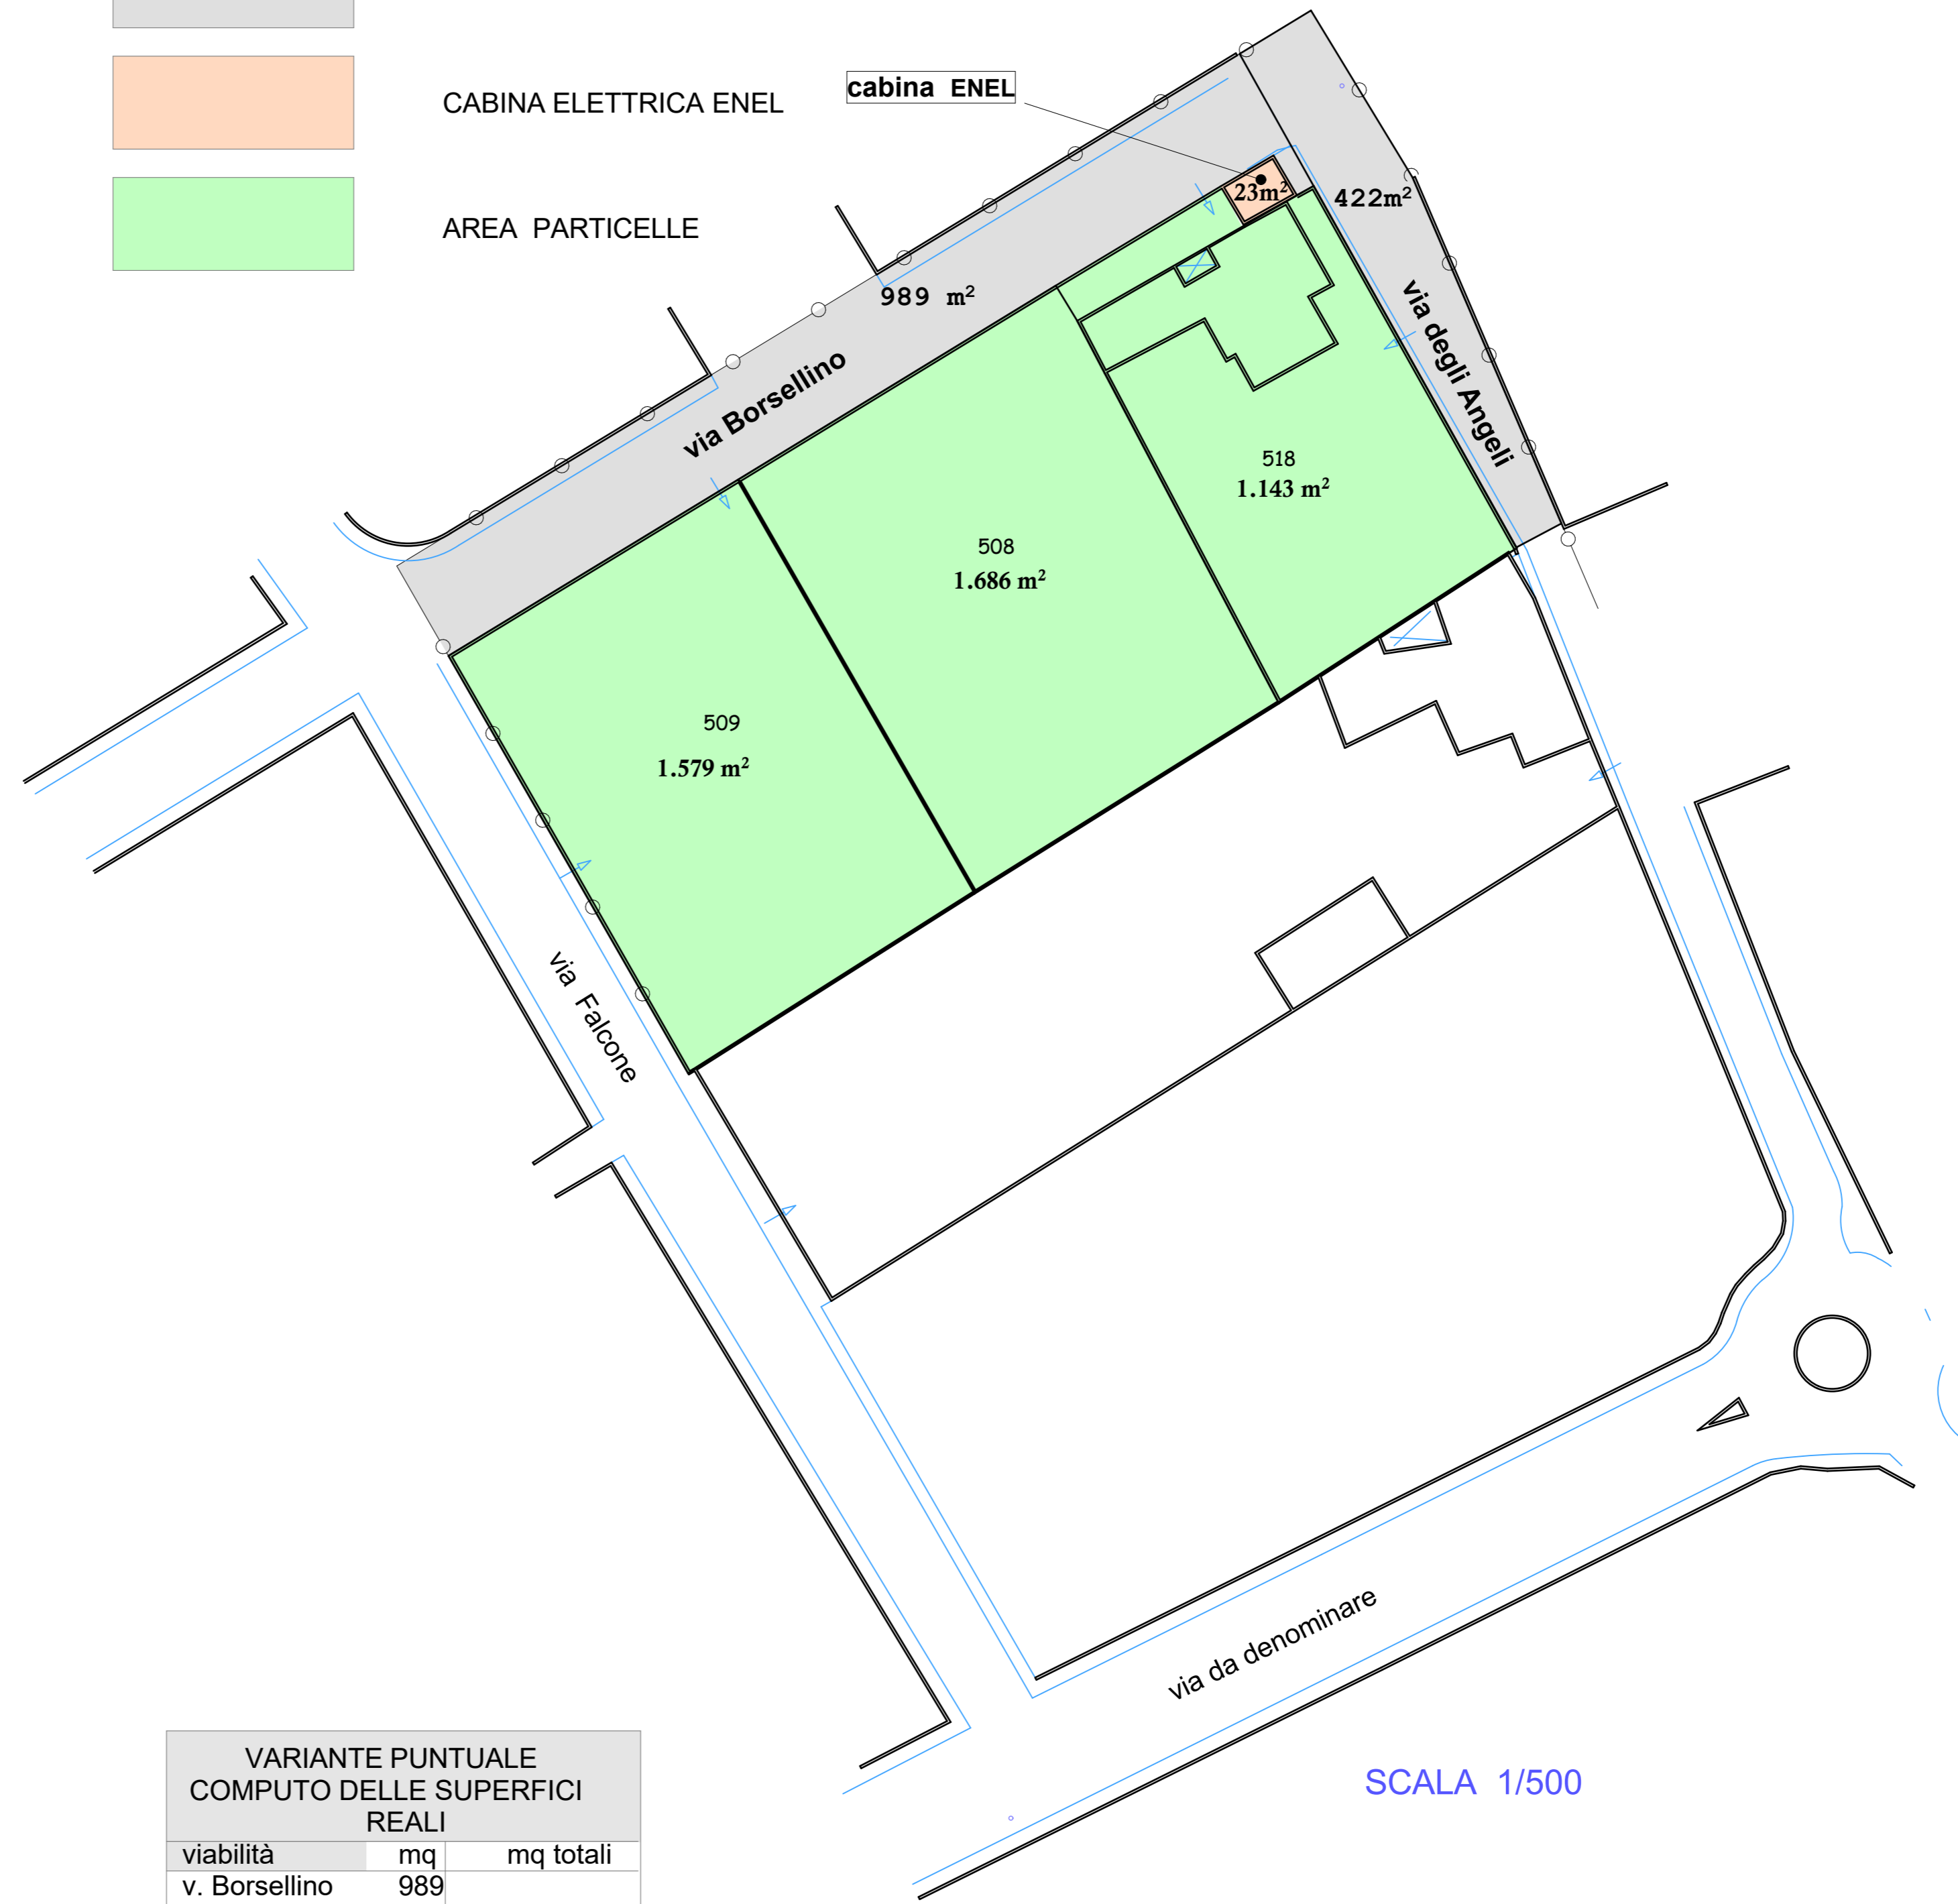 CABINA ELETTRICA ENEL
cabina ENEL
AREA PARTICELLE
23m²
422m²
989 m²
via Borsellino
via degli Angeli
518
1.143 m²
508
1.686 m²
509
1.579 m²
via Falcone
via da denominare
SCALA 1/500
VARIANTE PUNTUALE
COMPUTO DELLE SUPERFICI
REALI
viabilità mq mq totali
v. Borsellino 989